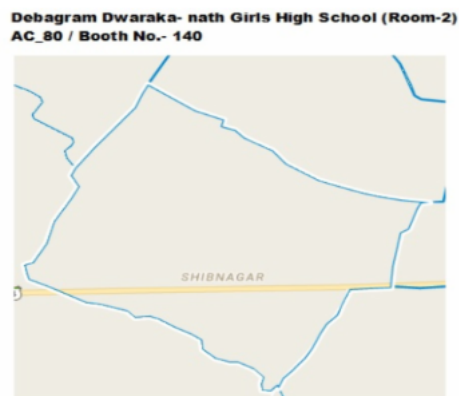 Debagram Dwaraka- nath Girls High School (Room-2)
AC_80 / Booth No.- 140
SHIBNAGAR